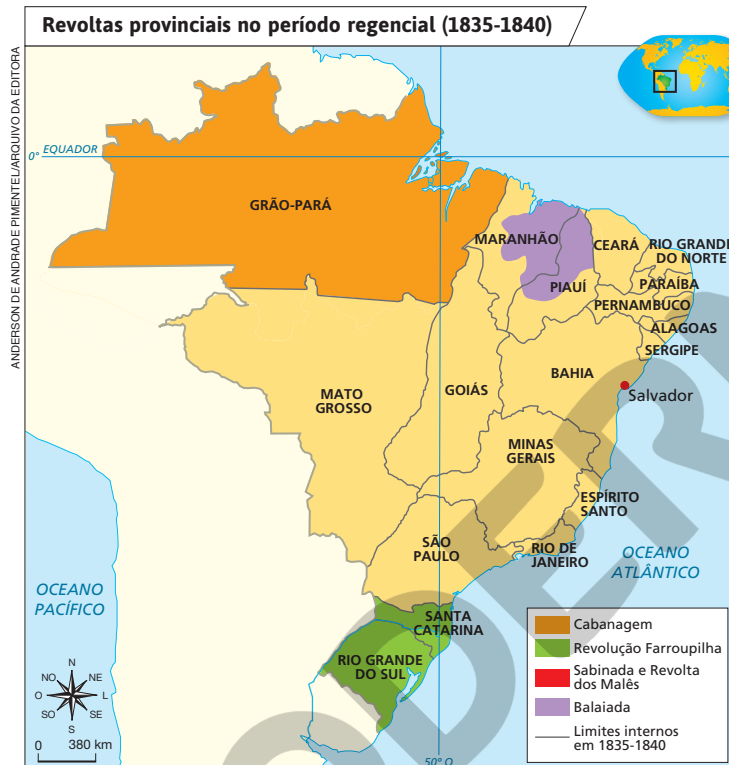 Revoltas provinciais no período regencial (1835-1840)
ANDERSON DE ANDRADE PIMENTEL/ARQUIVO DA EDITORA
0° EQUADOR
GRÃO-PARÁ
MARANHÃO
CEARÁ
RIO GRANDE
DO NORTE
PARAÍBA
PIAUÍ
PERNAMBUCO
ALAGOAS
SERGIPE
BAHIA
Salvador
MATO
GROSSO
GOIÁS
MINAS
GERAIS
ESPÍRITO
SANTO
SÃO
PAULO
RIO DE
JANEIRO
OCEANO
ATLÂNTICO
OCEANO
PACÍFICO
SANTA
CATARINA
RIO GRANDE
DO SUL
Cabanagem
Revolução Farroupilha
Sabinada e Revolta
dos Malês
Balaiada
Limites internos
em 1835-1840
N
NO NE
O L
SO SE
S
0 380 km
50° O